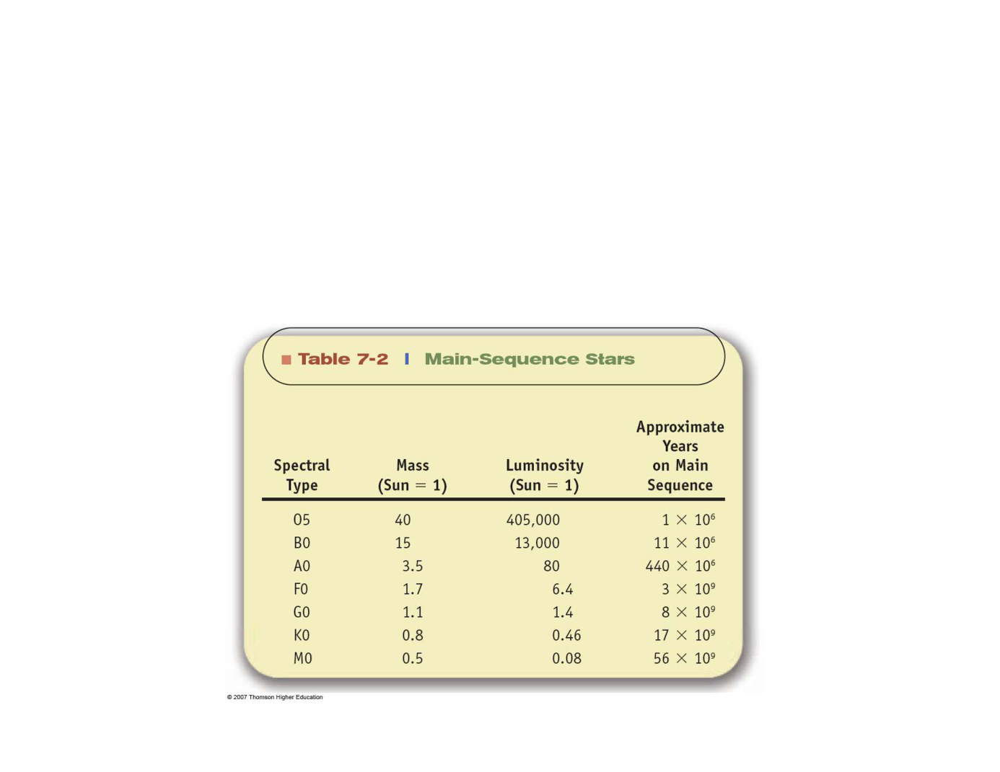 Table 7-2 | Main-Sequence Stars
Approximate
Years
Spectral Mass Luminosity on Main
Type (Sun = 1) (Sun = 1) Sequence
O5 40 405,000 1 × 10⁶
B0 15 13,000 11 × 10⁶
A0 3.5 80 440 × 10⁶
F0 1.7 6.4 3 × 10⁹
G0 1.1 1.4 8 × 10⁹
K0 0.8 0.46 17 × 10⁹
M0 0.5 0.08 56 × 10⁹
© 2007 Thomson Higher Education